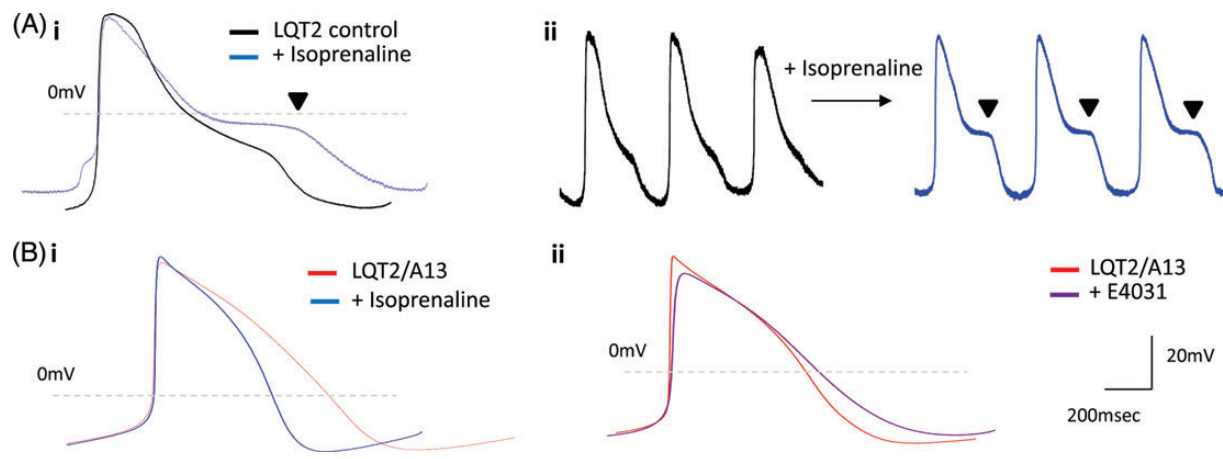 (A) i
LQT2 control
+ Isoprenaline
0mV
ii
+ Isoprenaline
(B) i
LQT2/A13
+ Isoprenaline
0mV
ii
LQT2/A13
+ E4031
0mV
20mV
200msec